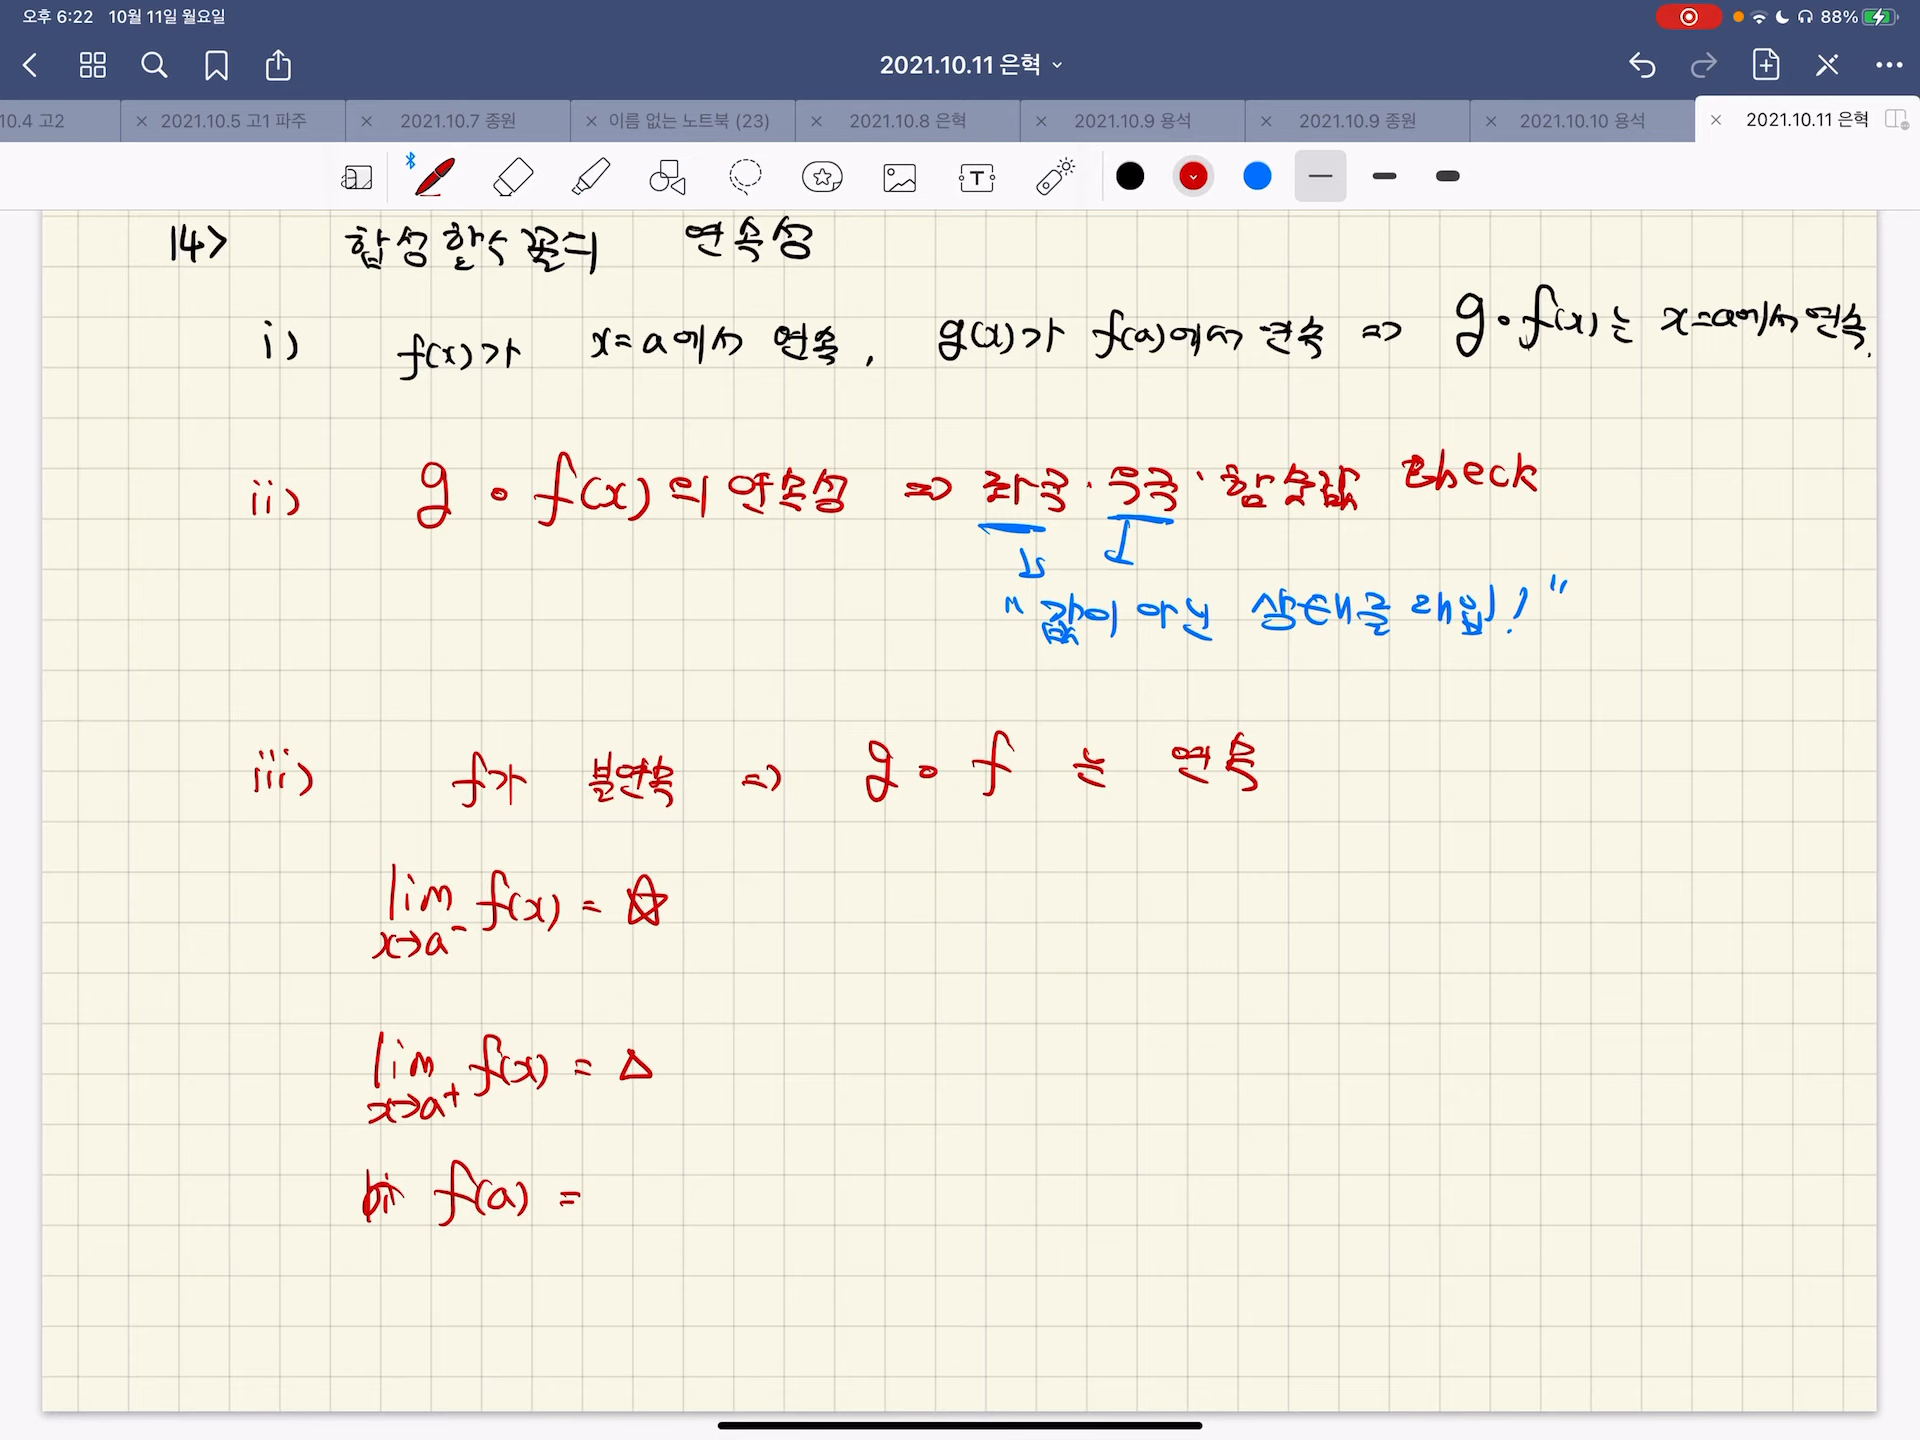 오후 6:22 10월 11일 월요일
88%
2021.10.11 은혁
10.4 고2
2021.10.5 고1 파주
2021.10.7 종원
이름 없는 노트북 (23)
2021.10.8 은혁
2021.10.9 용석
2021.10.9 종원
2021.10.10 용석
2021.10.11 은혁
14> 합성함수 꼴의 연속성
i) f(x)가 x=a에서 연속, g(x)가 f(a)에서 연속 => g∘f(x)는 x=a에서 연속.
ii) g∘f(x)의 연속성 => 좌극·우극·함숫값 check
"값이 아닌 상태를 대입!"
iii) f가 불연속 => g∘f는 연속
lim f(x) = ☆
x→a-
lim f(x) = △
x→a+
f(a) =